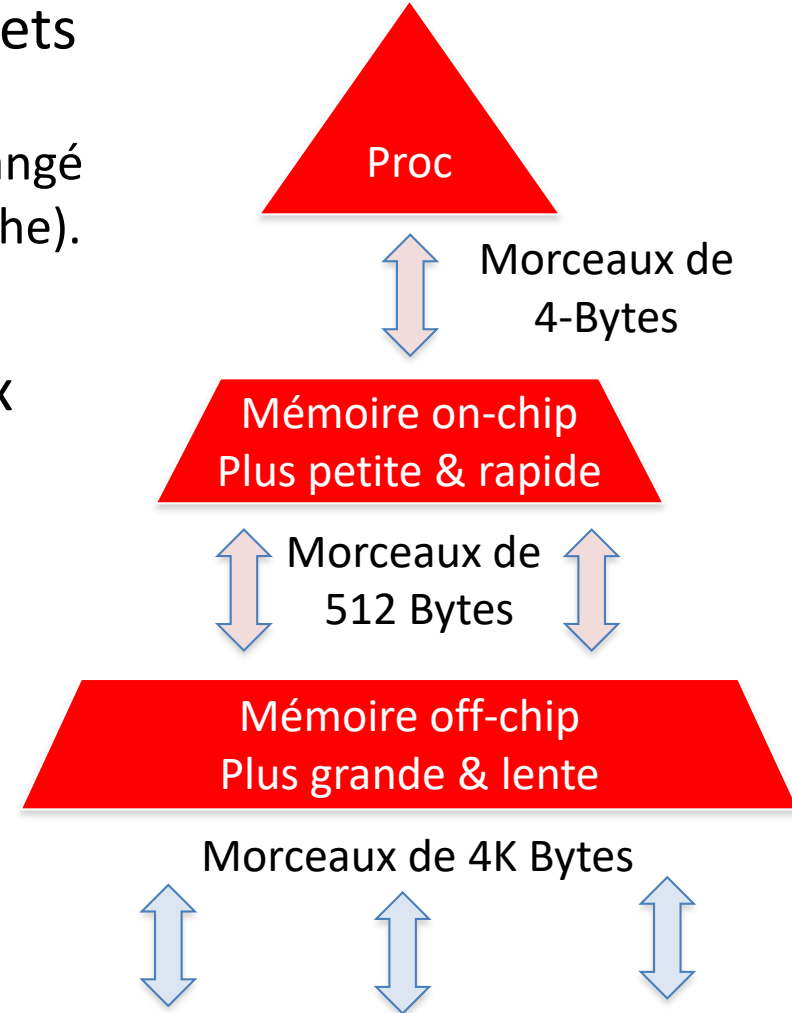 ets
angé
he).
x
Proc
Morceaux de
4-Bytes
Mémoire on-chip
Plus petite & rapide
Morceaux de
512 Bytes
Mémoire off-chip
Plus grande & lente
Morceaux de 4K Bytes